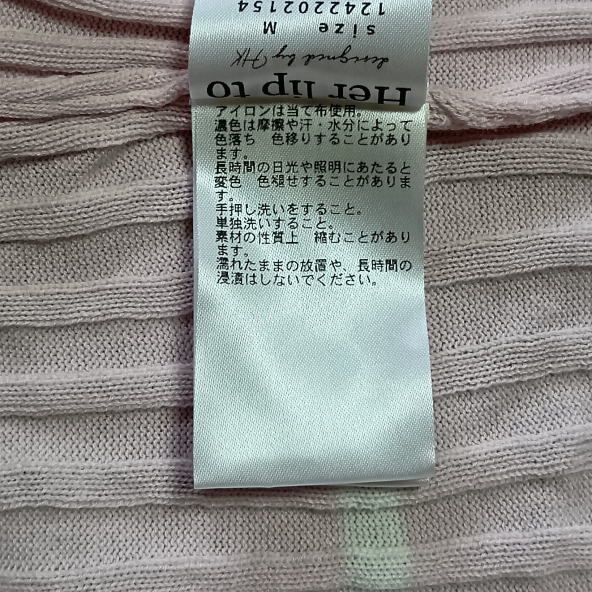 1242202154
size M
designed by HK
Her lip to
アイロンは当て布使用。
濃色は摩擦や汗・水分によって
色落ち 色移りすることがあり
ます。
長時間の日光や照明にあたると
変色 色褪せすることがありま
す。
手押し洗いをすること。
単独洗いすること。
素材の性質上 縮むことがあり
ます。
濡れたままの放置や、長時間の
浸漬はしないでください。